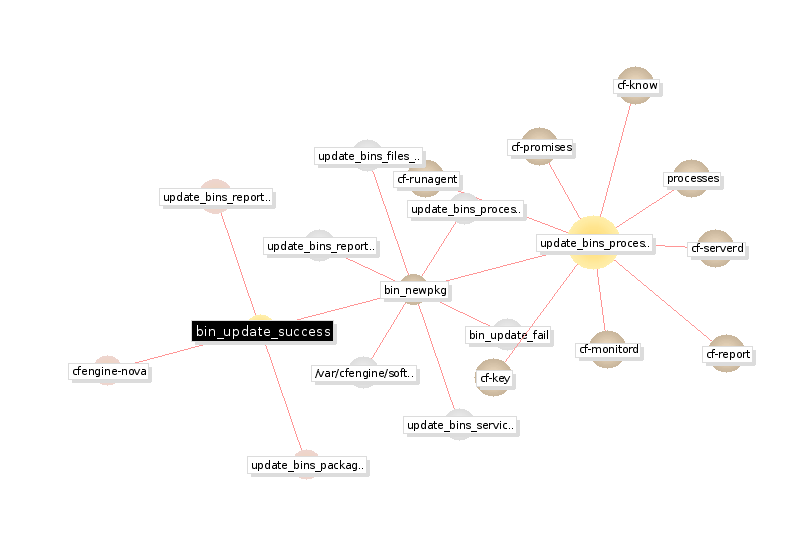 cf-know
cf-promises
update_bins_files_..
cf-runagent
processes
update_bins_report..
update_bins_proces..
update_bins_report..
update_bins_proces..
cf-serverd
bin_newpkg
bin_update_success
bin_update_fail
cf-monitord
cf-report
cfengine-nova
/var/cfengine/soft..
cf-key
update_bins_servic..
update_bins_packag..